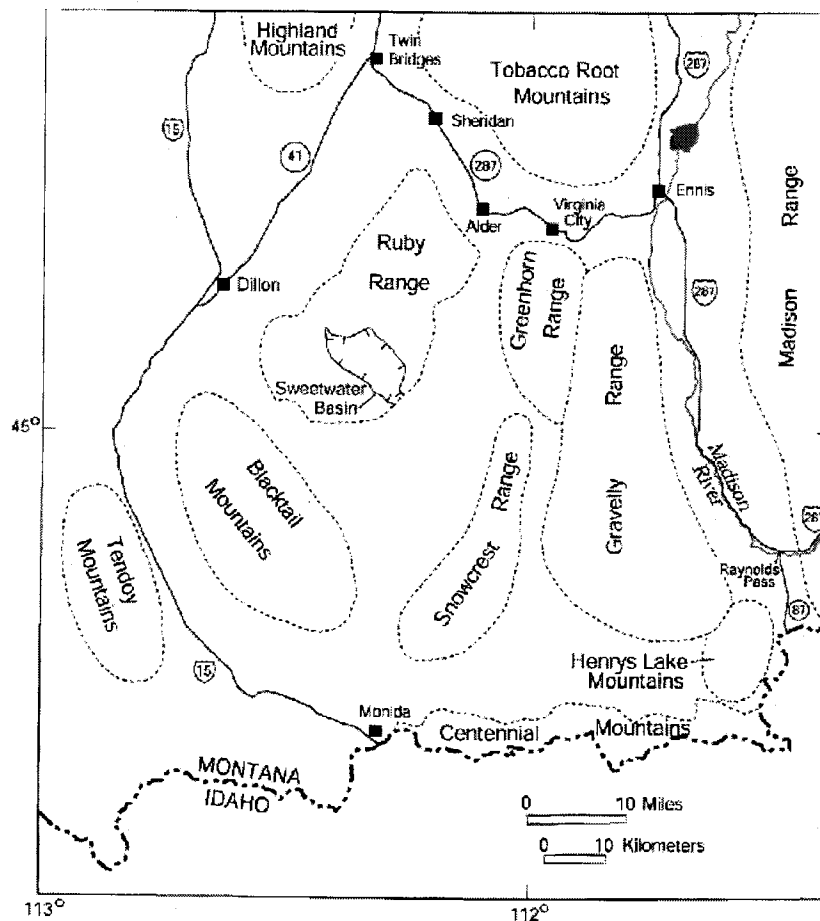 Highland
Mountains
Twin
Bridges
287
Tobacco Root
Mountains
15
41
Sheridan
287
Range
Ennis
Virginia
City
Alder
Ruby
Range
Dillon
Greenhorn
Range
287
Madison
Range
Sweetwater
Basin
45°
Blacktail
Mountains
Range
Gravelly
Madison
River
Snowcrest
Tendoy
Mountains
Raynolds
Pass
87
15
Henrys Lake
Mountains
Monida
Centennial
Mountains
MONTANA
IDAHO
0 10 Miles
0 10 Kilometers
113°
112°